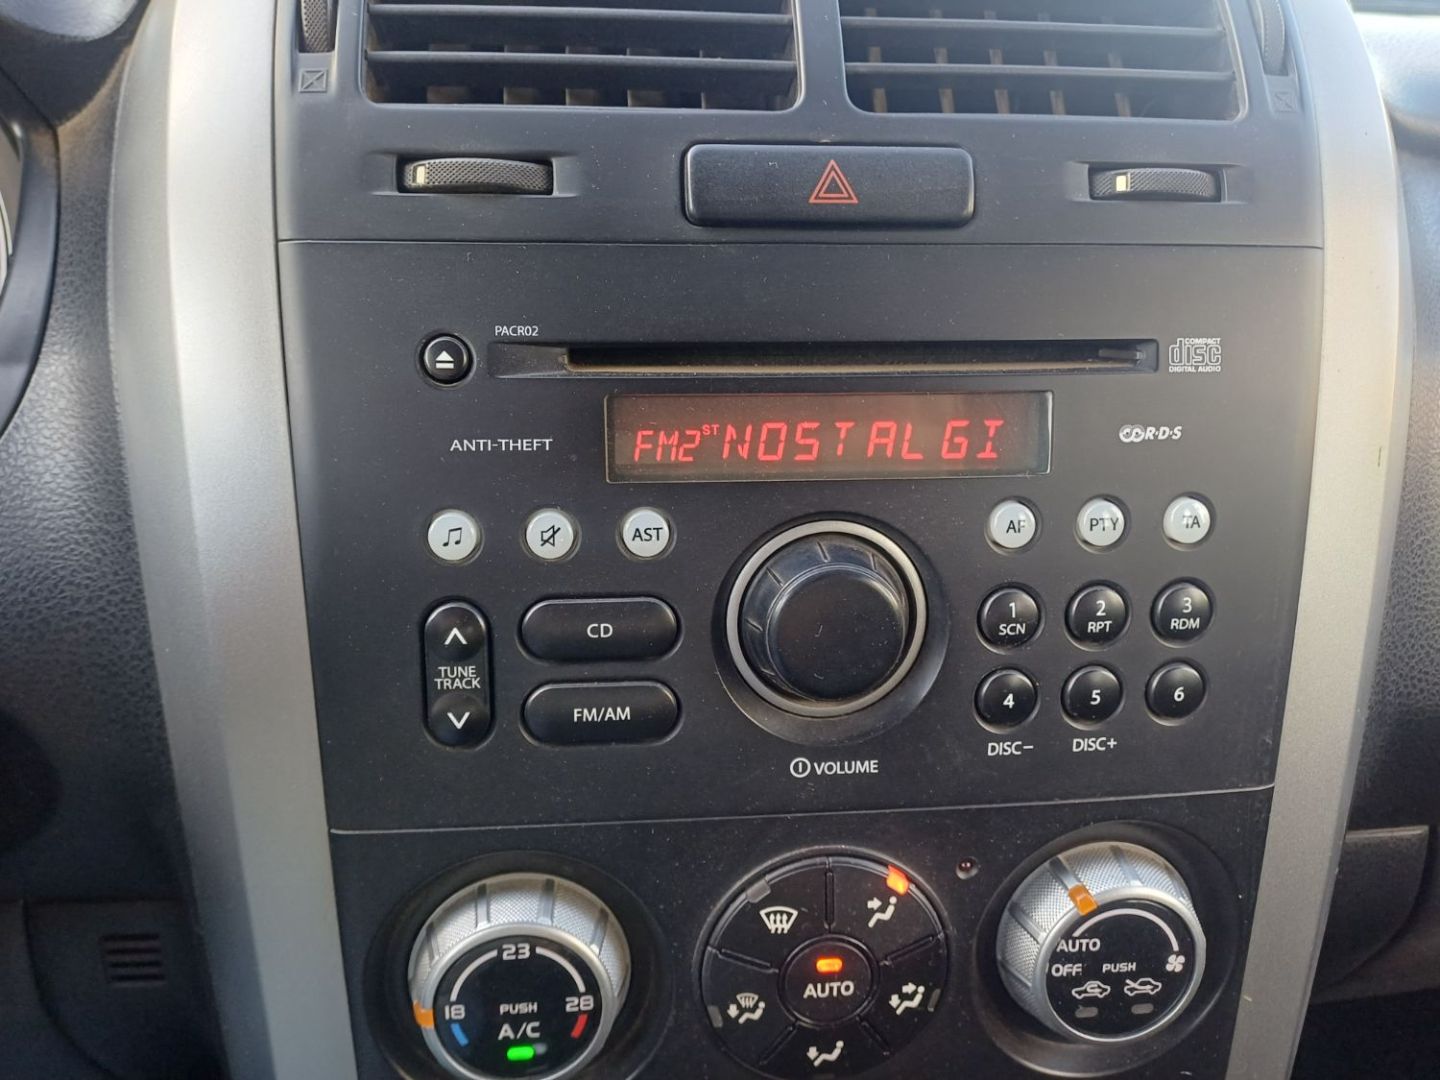 PACR02
COMPACT
disc
DIGITAL AUDIO
FM2 ST NOSTALGI
ANTI-THEFT
R·D·S
AST
AF
PTY
TA
CD
1
SCN
2
RPT
3
RDM
TUNE
TRACK
FM/AM
4
5
6
DISC−
DISC+
VOLUME
23
18
28
PUSH
A/C
AUTO
AUTO
OFF
PUSH